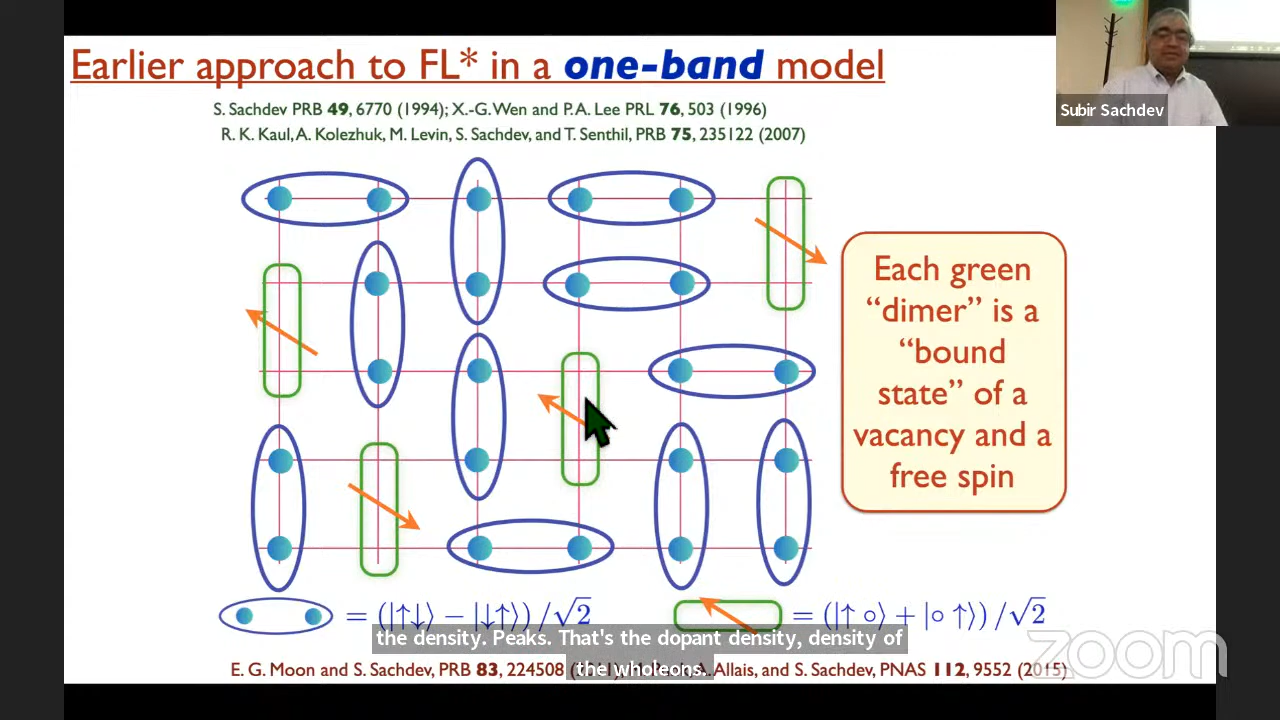 Earlier approach to FL* in a one-band model
Subir Sachdev
S. Sachdev PRB 49, 6770 (1994); X.-G. Wen and P.A. Lee PRL 76, 503 (1996)
R. K. Kaul, A. Kolezhuk, M. Levin, S. Sachdev, and T. Senthil, PRB 75, 235122 (2007)
Each green
“dimer” is a
“bound
state” of a
vacancy and a
free spin
= (|↑↓⟩ − |↓↑⟩) /√2
= (|↑ ∘⟩ + |∘ ↑⟩) /√2
the density. Peaks. That's the dopant density, density of
the wholeons.
E. G. Moon and S. Sachdev, PRB 83, 224508 Allais, and S. Sachdev, PNAS 112, 9552 (2015)
zoom